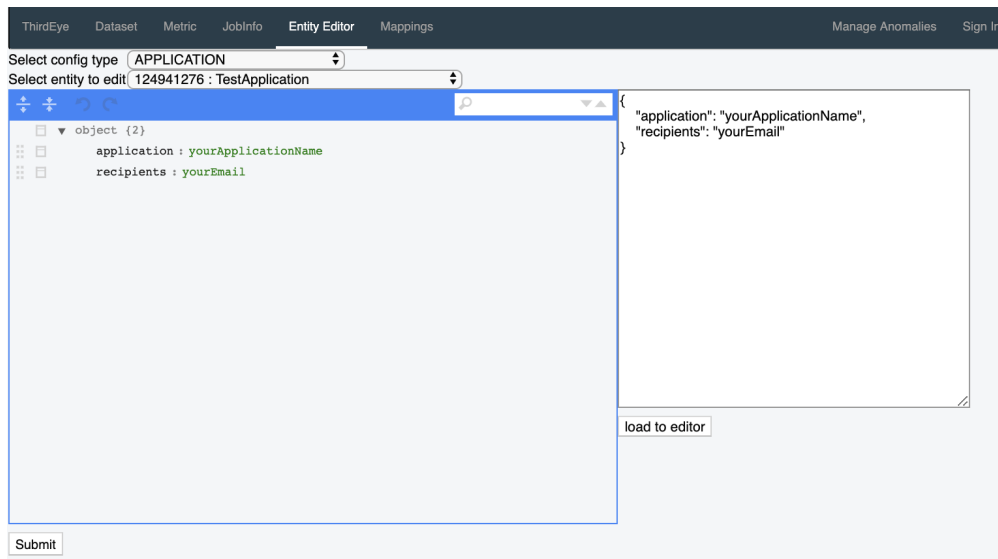 ThirdEye Dataset Metric JobInfo Entity Editor Mappings Manage Anomalies Sign In
Select config type APPLICATION
Select entity to edit 124941276 : TestApplication
object {2}
application : yourApplicationName
recipients : yourEmail
{
"application": "yourApplicationName",
"recipients": "yourEmail"
}
load to editor
Submit